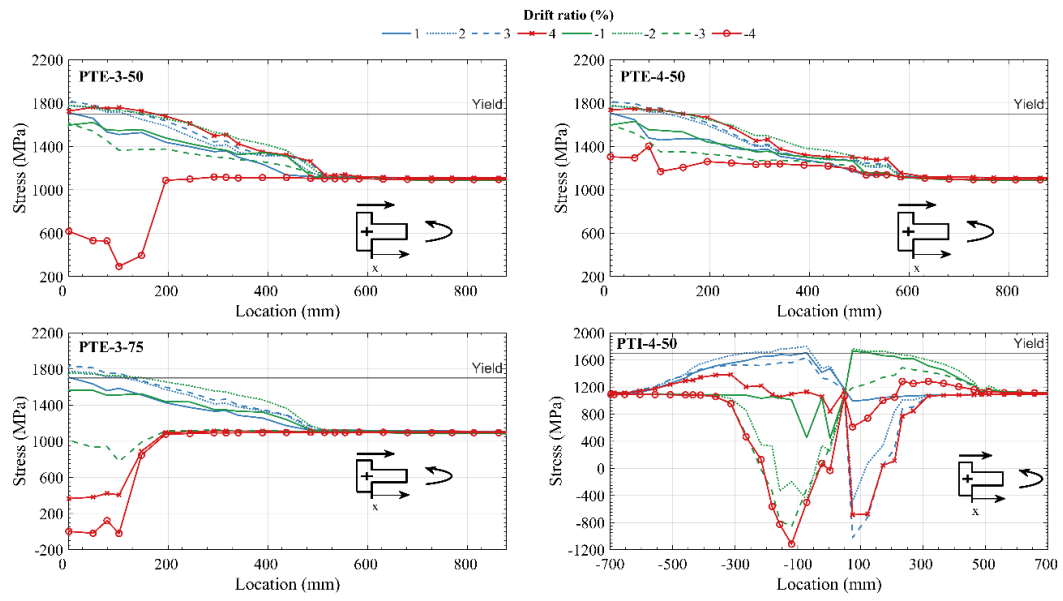 Drift ratio (%)
1 2 3 4 -1 -2 -3 -4
PTE-3-50
Yield
Stress (MPa)
2200
1800
1400
1000
600
200
0 200 400 600 800
x
Location (mm)
PTE-4-50
Yield
Stress (MPa)
2200
1800
1400
1000
600
200
0 200 400 600 800
x
Location (mm)
PTE-3-75
Yield
Stress (MPa)
2200
1800
1400
1000
600
200
-200
0 200 400 600 800
x
Location (mm)
PTI-4-50
Yield
Stress (MPa)
2000
1600
1200
800
400
0
-400
-800
-1200
-700 -500 -300 -100 100 300 500 700
x
Location (mm)